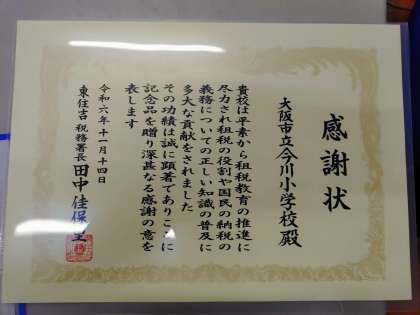 感謝状
大阪市立今川小学校殿
貴校は平素から租税教育の推進に
尽力され租税の役割や国民の納税の
義務についての正しい知識の普及に
多大な貢献をされました
その功績は誠に顕著でありここに
記念品を贈り深甚なる感謝の意を
表します
令和六年十一月十四日
東住吉税務署長 田中佳保里